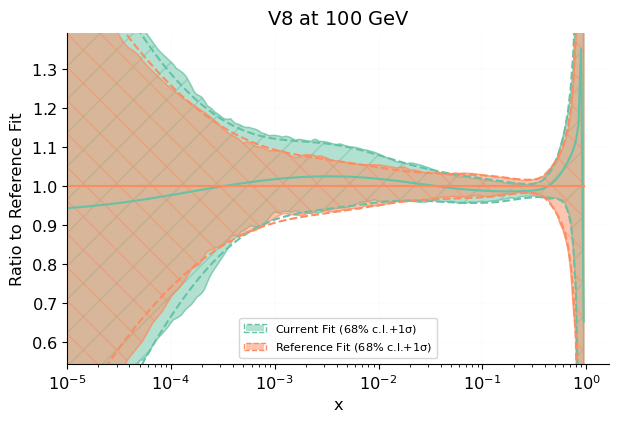 V8 at 100 GeV
Ratio to Reference Fit
1.3
1.2
1.1
1.0
0.9
0.8
0.7
0.6
Current Fit (68% c.l.+1σ)
Reference Fit (68% c.l.+1σ)
10⁻⁵ 10⁻⁴ 10⁻³ 10⁻² 10⁻¹ 10⁰
x